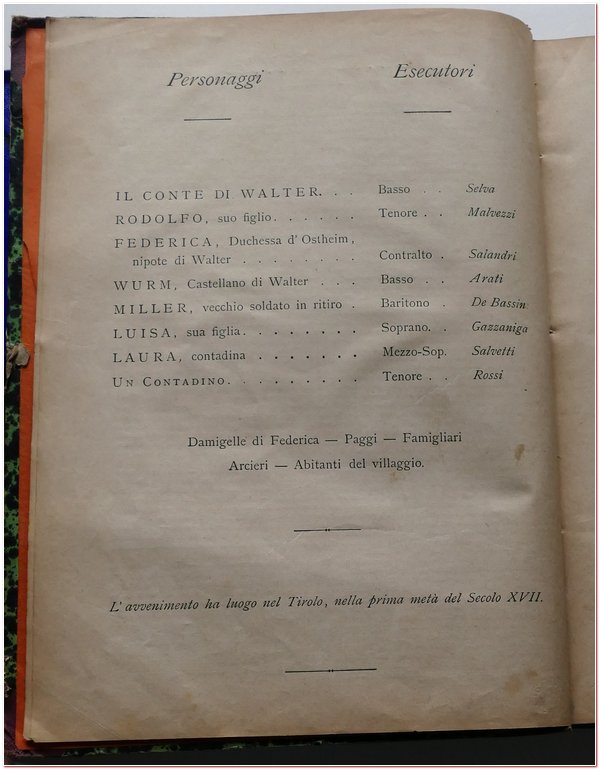 Personaggi Esecutori
IL CONTE DI WALTER. . . Basso . . Selva
RODOLFO, suo figlio. . . . . . Tenore . . Malvezzi
FEDERICA, Duchessa d'Ostheim,
nipote di Walter . . . . . . . . Contralto . Salandri
WURM, Castellano di Walter . . . Basso . . Arati
MILLER, vecchio soldato in ritiro . Baritono . De Bassin
LUISA, sua figlia. . . . . . . . Soprano. . Gazzaniga
LAURA, contadina . . . . . . . Mezzo-Sop. Salvetti
UN CONTADINO. . . . . . . . . Tenore . . Rossi
Damigelle di Federica — Paggi — Famigliari
Arcieri — Abitanti del villaggio.
L'avvenimento ha luogo nel Tirolo, nella prima metà del Secolo XVII.